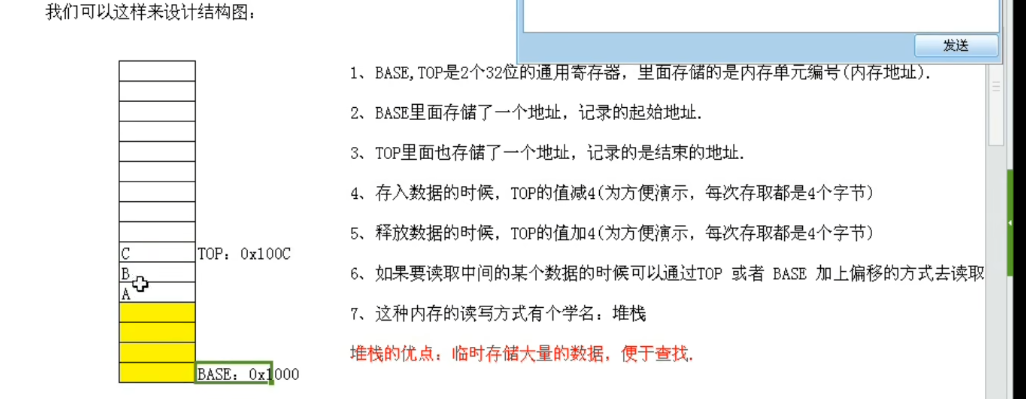 我们可以这样来设计结构图：
发送
1、BASE,TOP是2个32位的通用寄存器，里面存储的是内存单元编号(内存地址).
2、BASE里面存储了一个地址，记录的起始地址.
3、TOP里面也存储了一个地址，记录的是结束的地址.
4、存入数据的时候，TOP的值减4(为方便演示，每次存取都是4个字节)
5、释放数据的时候，TOP的值加4(为方便演示，每次存取都是4个字节)
C
TOP：0x100C
B
6、如果要读取中间的某个数据的时候可以通过TOP 或者 BASE 加上偏移的方式去读取
A
7、这种内存的读写方式有个学名：堆栈
堆栈的优点：临时存储大量的数据，便于查找.
BASE：0x1000